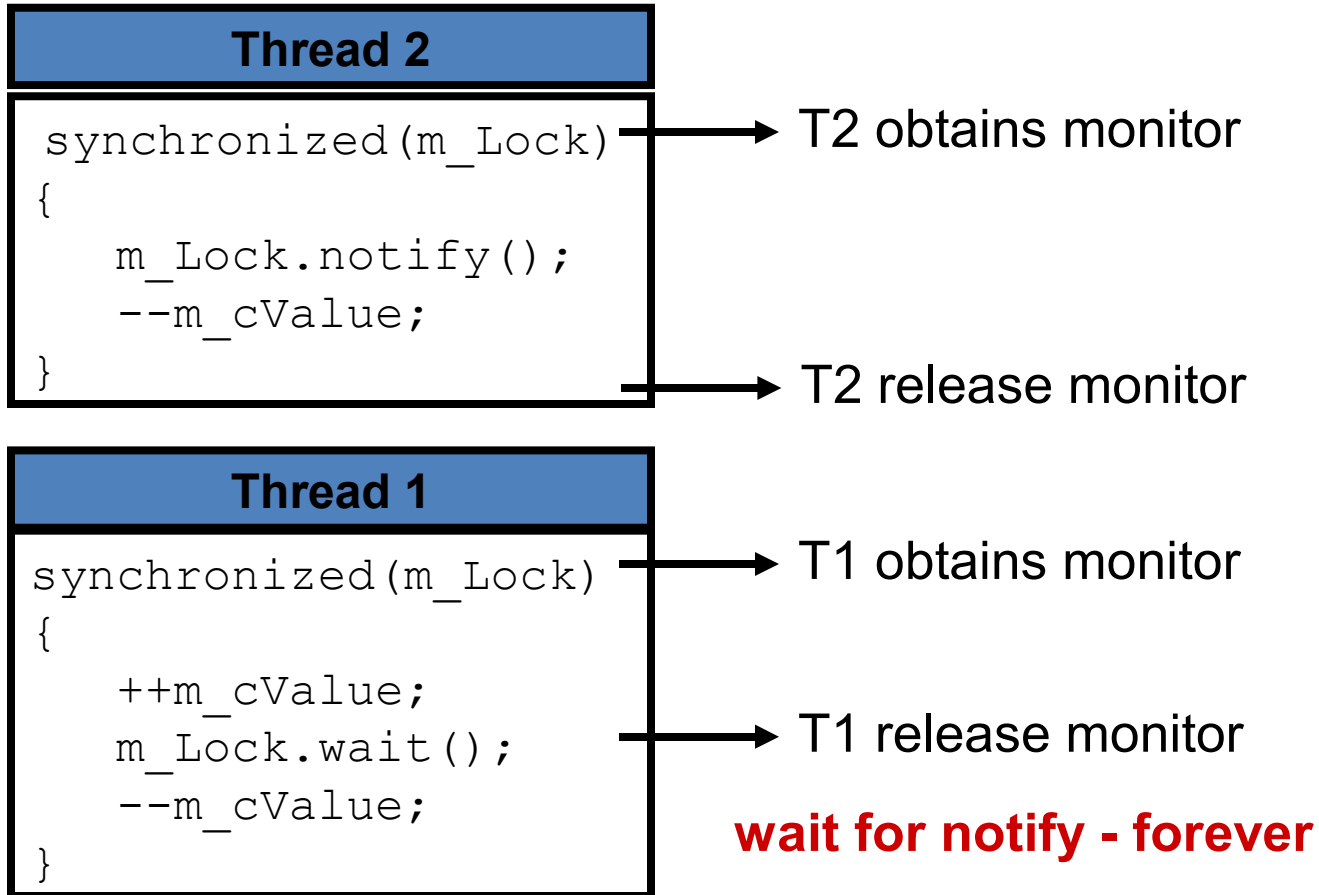 Thread 2
synchronized(m_Lock)
{
m_Lock.notify();
--m_cValue;
}
T2 obtains monitor
T2 release monitor
Thread 1
synchronized(m_Lock)
{
++m_cValue;
m_Lock.wait();
--m_cValue;
}
T1 obtains monitor
T1 release monitor
wait for notify - forever